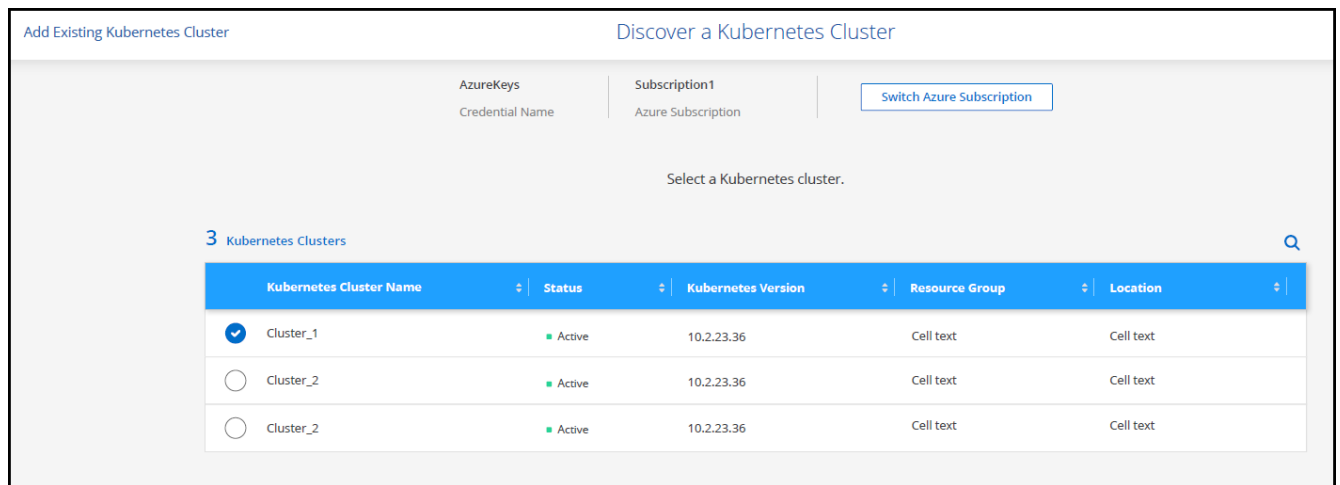 Add Existing Kubernetes Cluster
Discover a Kubernetes Cluster
AzureKeys
Credential Name
Subscription1
Azure Subscription
Switch Azure Subscription
Select a Kubernetes cluster.
3 Kubernetes Clusters
Kubernetes Cluster Name Status Kubernetes Version Resource Group Location
Cluster_1 Active 10.2.23.36 Cell text Cell text
Cluster_2 Active 10.2.23.36 Cell text Cell text
Cluster_2 Active 10.2.23.36 Cell text Cell text